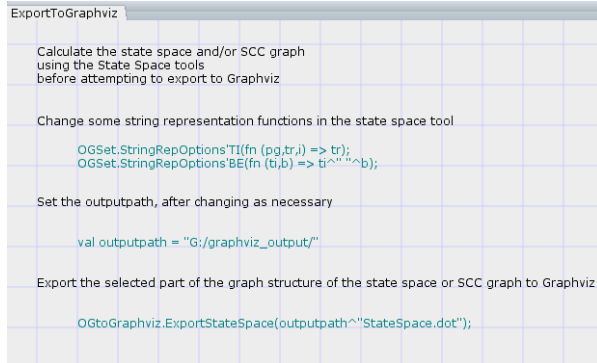 ExportToGraphviz
Calculate the state space and/or SCC graph
using the State Space tools
before attempting to export to Graphviz
Change some string representation functions in the state space tool
OGSet.StringRepOptions'TI(fn (pg,tr,i) => tr);
OGSet.StringRepOptions'BE(fn (ti,b) => ti^" "^b);
Set the outputpath, after changing as necessary
val outputpath = "G:/graphviz_output/"
Export the selected part of the graph structure of the state space or SCC graph to Graphviz
OGtoGraphviz.ExportStateSpace(outputpath^"StateSpace.dot");